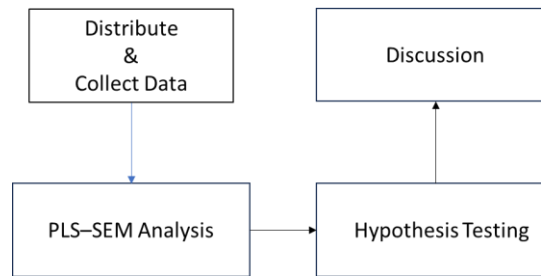 Distribute
&
Collect Data
PLS–SEM Analysis
Hypothesis Testing
Discussion